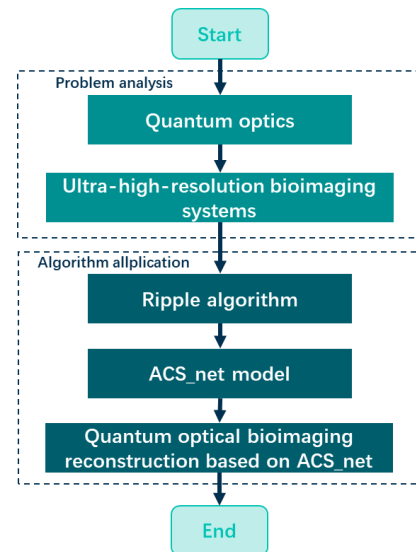 Start
Problem analysis
Quantum optics
Ultra-high-resolution bioimaging
systems
Algorithm allplication
Ripple algorithm
ACS_net model
Quantum optical bioimaging
reconstruction based on ACS_net
End